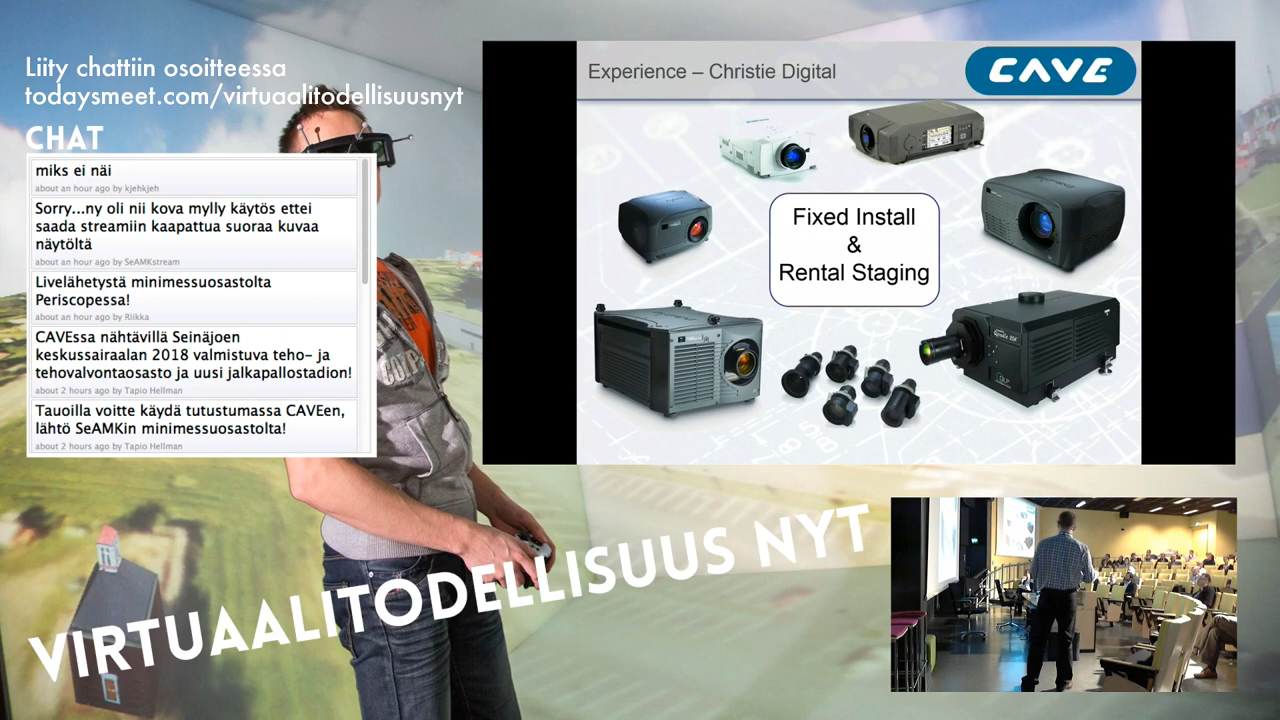 Liity chattiin osoitteessa
todaysmeet.com/virtuaalitodellisuusnyt
CHAT
miks ei näi
about an hour ago by kjehkjeh
Sorry...ny oli nii kova mylly käytös ettei
saada streamiin kaapattua suoraa kuvaa
näytöltä
about an hour ago by SeAMKstream
Livelähetystä minimessuosastolta
Periscopessa!
about an hour ago by Riikka
CAVEssa nähtävillä Seinäjoen
keskussairaalan 2018 valmistuva teho- ja
tehovalvontaosasto ja uusi jalkapallostadion!
about 2 hours ago by Tapio Hellman
Tauoilla voitte käydä tutustumassa CAVEen,
lähtö SeAMKin minimessuosastolta!
about 2 hours ago by Tapio Hellman
Experience – Christie Digital
CAVE
Fixed Install
&
Rental Staging
DLP
VIRTUAALITODELLISUUS NYT